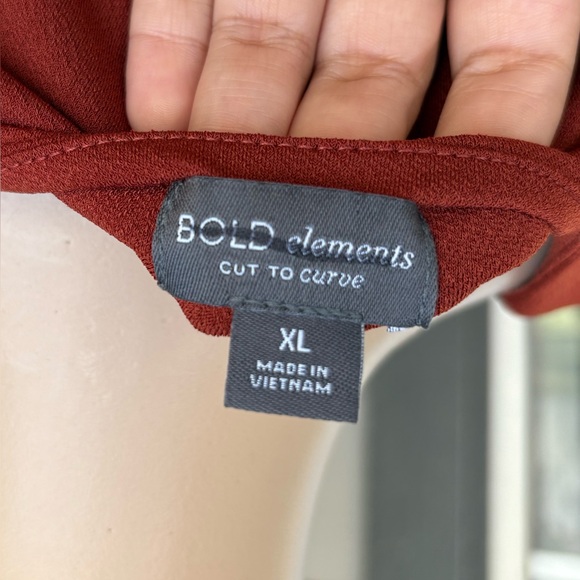 BOLD elements
CUT TO curve
XL
MADE IN
VIETNAM